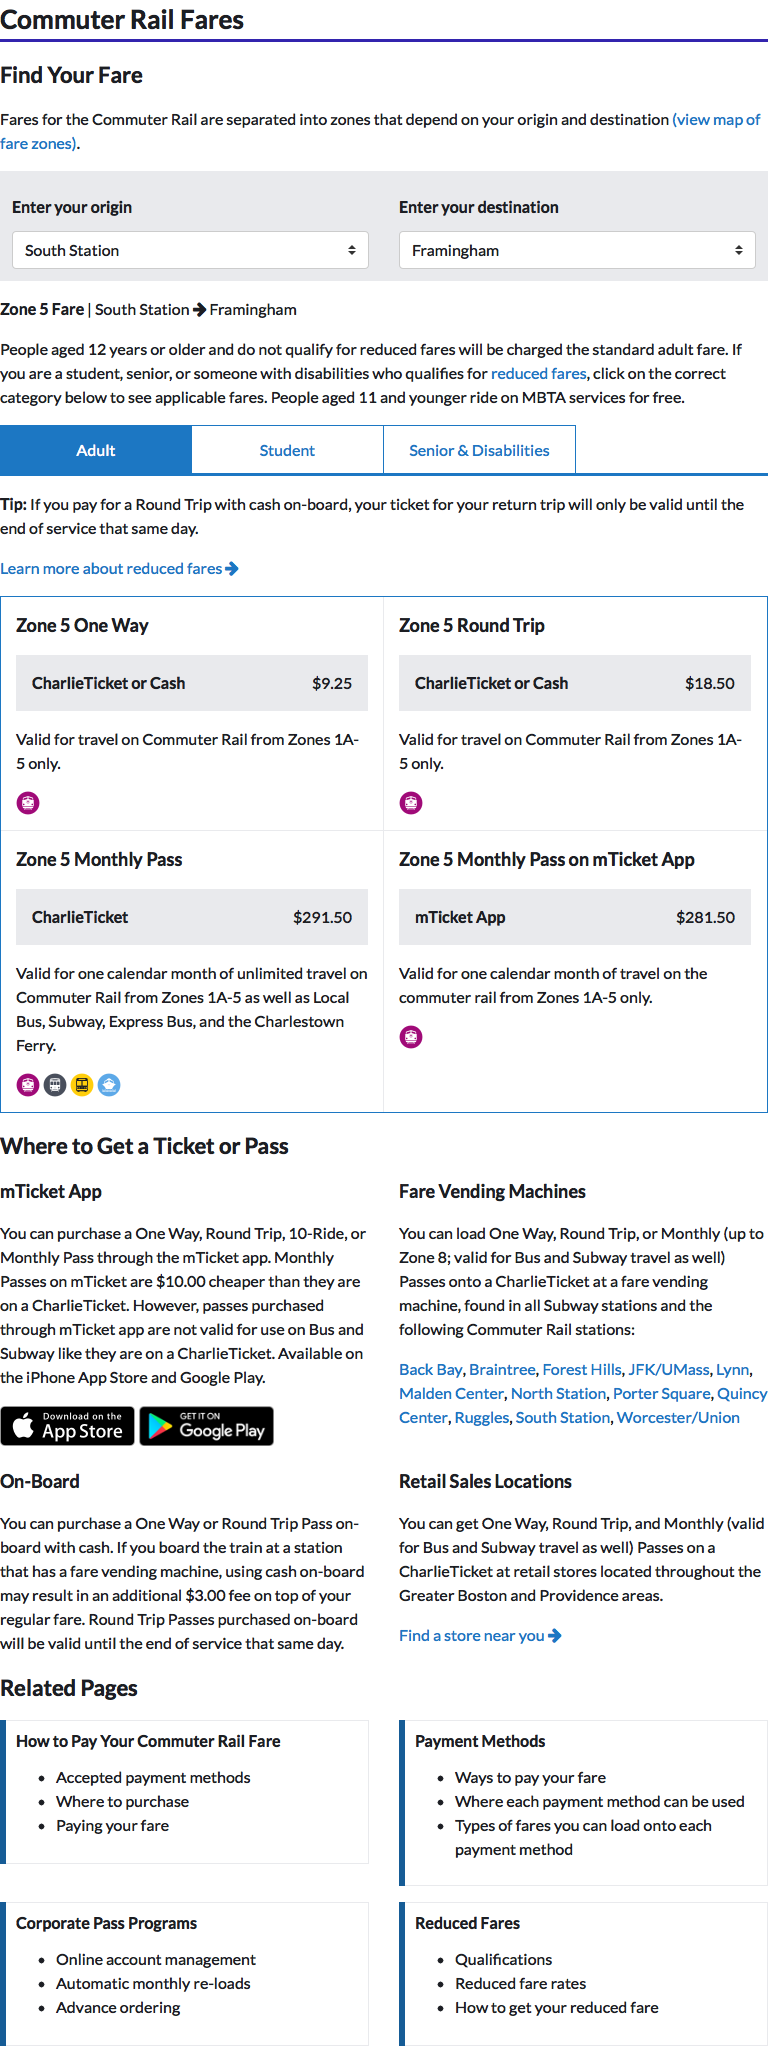 Commuter Rail Fares
Find Your Fare
Fares for the Commuter Rail are separated into zones that depend on your origin and destination (view map of
fare zones).
Enter your origin
Enter your destination
South Station
Framingham
Zone 5 Fare | South Station → Framingham
People aged 12 years or older and do not qualify for reduced fares will be charged the standard adult fare. If
you are a student, senior, or someone with disabilities who qualifies for reduced fares, click on the correct
category below to see applicable fares. People aged 11 and younger ride on MBTA services for free.
Adult
Student
Senior & Disabilities
Tip: If you pay for a Round Trip with cash on-board, your ticket for your return trip will only be valid until the
end of service that same day.
Learn more about reduced fares →
Zone 5 One Way
CharlieTicket or Cash $9.25
Valid for travel on Commuter Rail from Zones 1A-
5 only.
Zone 5 Round Trip
CharlieTicket or Cash $18.50
Valid for travel on Commuter Rail from Zones 1A-
5 only.
Zone 5 Monthly Pass
CharlieTicket $291.50
Valid for one calendar month of unlimited travel on
Commuter Rail from Zones 1A-5 as well as Local
Bus, Subway, Express Bus, and the Charlestown
Ferry.
Zone 5 Monthly Pass on mTicket App
mTicket App $281.50
Valid for one calendar month of travel on the
commuter rail from Zones 1A-5 only.
Where to Get a Ticket or Pass
mTicket App
You can purchase a One Way, Round Trip, 10-Ride, or
Monthly Pass through the mTicket app. Monthly
Passes on mTicket are $10.00 cheaper than they are
on a CharlieTicket. However, passes purchased
through mTicket app are not valid for use on Bus and
Subway like they are on a CharlieTicket. Available on
the iPhone App Store and Google Play.
Download on the
App Store
GET IT ON
Google Play
Fare Vending Machines
You can load One Way, Round Trip, or Monthly (up to
Zone 8; valid for Bus and Subway travel as well)
Passes onto a CharlieTicket at a fare vending
machine, found in all Subway stations and the
following Commuter Rail stations:
Back Bay, Braintree, Forest Hills, JFK/UMass, Lynn,
Malden Center, North Station, Porter Square, Quincy
Center, Ruggles, South Station, Worcester/Union
On-Board
You can purchase a One Way or Round Trip Pass on-
board with cash. If you board the train at a station
that has a fare vending machine, using cash on-board
may result in an additional $3.00 fee on top of your
regular fare. Round Trip Passes purchased on-board
will be valid until the end of service that same day.
Retail Sales Locations
You can get One Way, Round Trip, and Monthly (valid
for Bus and Subway travel as well) Passes on a
CharlieTicket at retail stores located throughout the
Greater Boston and Providence areas.
Find a store near you →
Related Pages
How to Pay Your Commuter Rail Fare
• Accepted payment methods
• Where to purchase
• Paying your fare
Payment Methods
• Ways to pay your fare
• Where each payment method can be used
• Types of fares you can load onto each
payment method
Corporate Pass Programs
• Online account management
• Automatic monthly re-loads
• Advance ordering
Reduced Fares
• Qualifications
• Reduced fare rates
• How to get your reduced fare